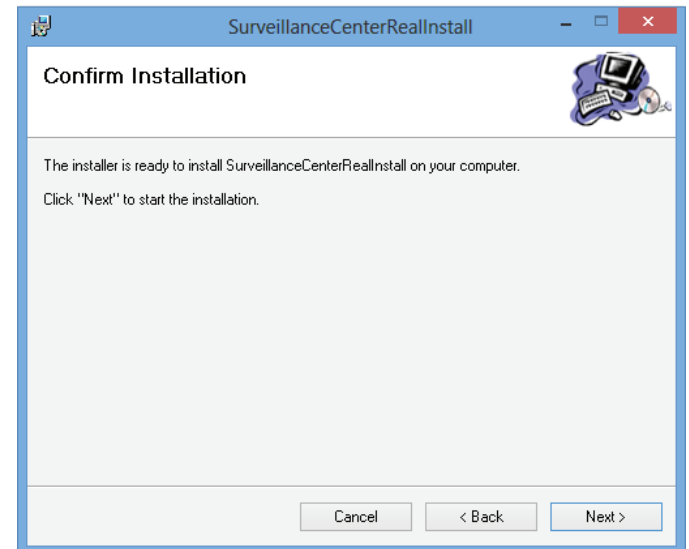 SurveillanceCenterRealInstall
Confirm Installation
The installer is ready to install SurveillanceCenterRealInstall on your computer.
Click "Next" to start the installation.
Cancel
< Back
Next >